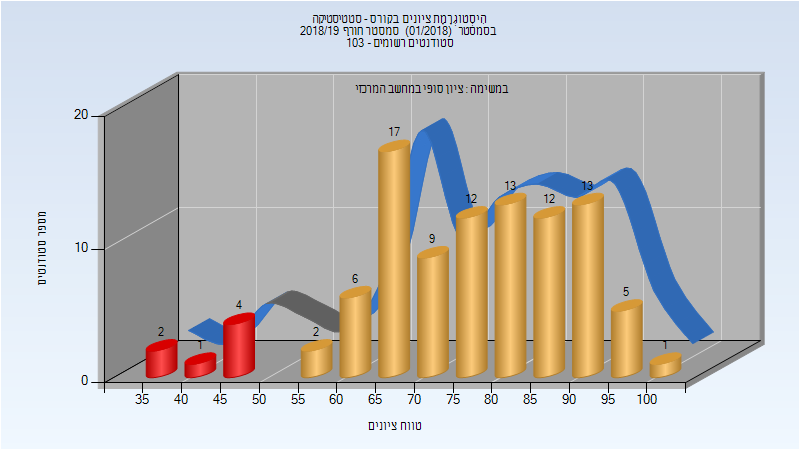 היסטוגרמת ציונים בקורס - סטטיסטיקה
בסמסטר (01/2018) סמסטר חורף 2018/19
סטודנטים רשומים - 103
במשימה : ציון סופי במחשב המרכזי
מספר סטודנטים
20
10
0
2
1
4
2
6
17
9
12
13
12
13
5
1
35 40 45 50 55 60 65 70 75 80 85 90 95 100
טווח ציונים